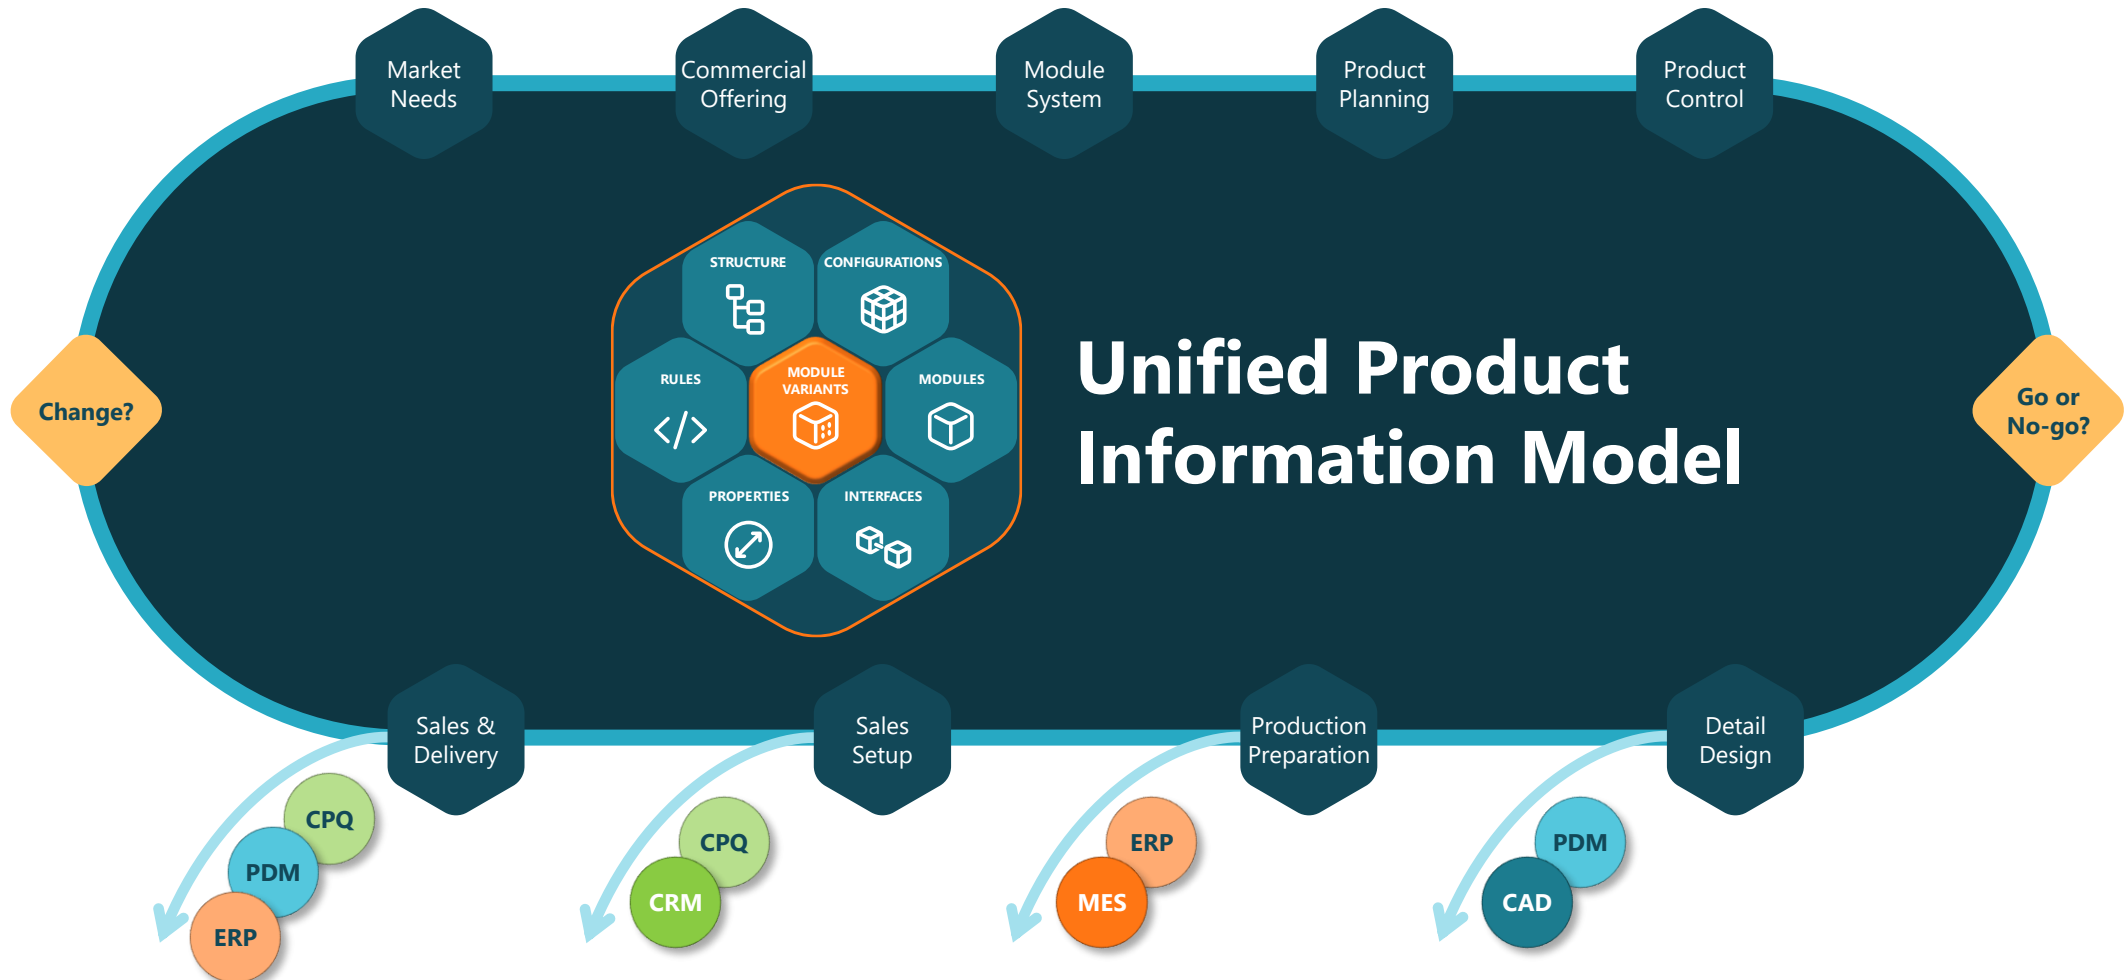 Market
Needs
Commercial
Offering
Module
System
Product
Planning
Product
Control
STRUCTURE
CONFIGURATIONS
RULES
MODULE
VARIANTS
MODULES
PROPERTIES
INTERFACES
Unified Product
Information Model
Change?
Go or
No-go?
Sales &
Delivery
Sales
Setup
Production
Preparation
Detail
Design
CPQ
PDM
ERP
CPQ
CRM
ERP
MES
PDM
CAD